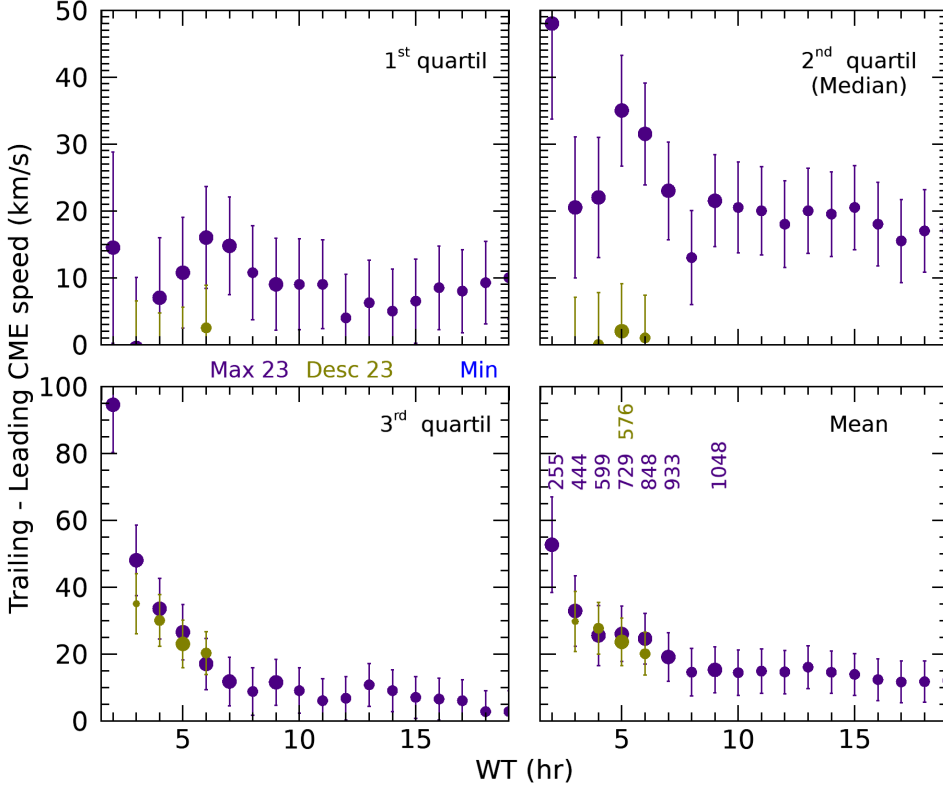 Trailing - Leading CME speed (km/s)
50
40
30
20
10
0
1st quartil
2nd quartil
(Median)
Max 23 Desc 23 Min
100
80
60
40
20
0
3rd quartil
Mean
576
255 444 599 729 848 933 1048
5 10 15
5 10 15
WT (hr)